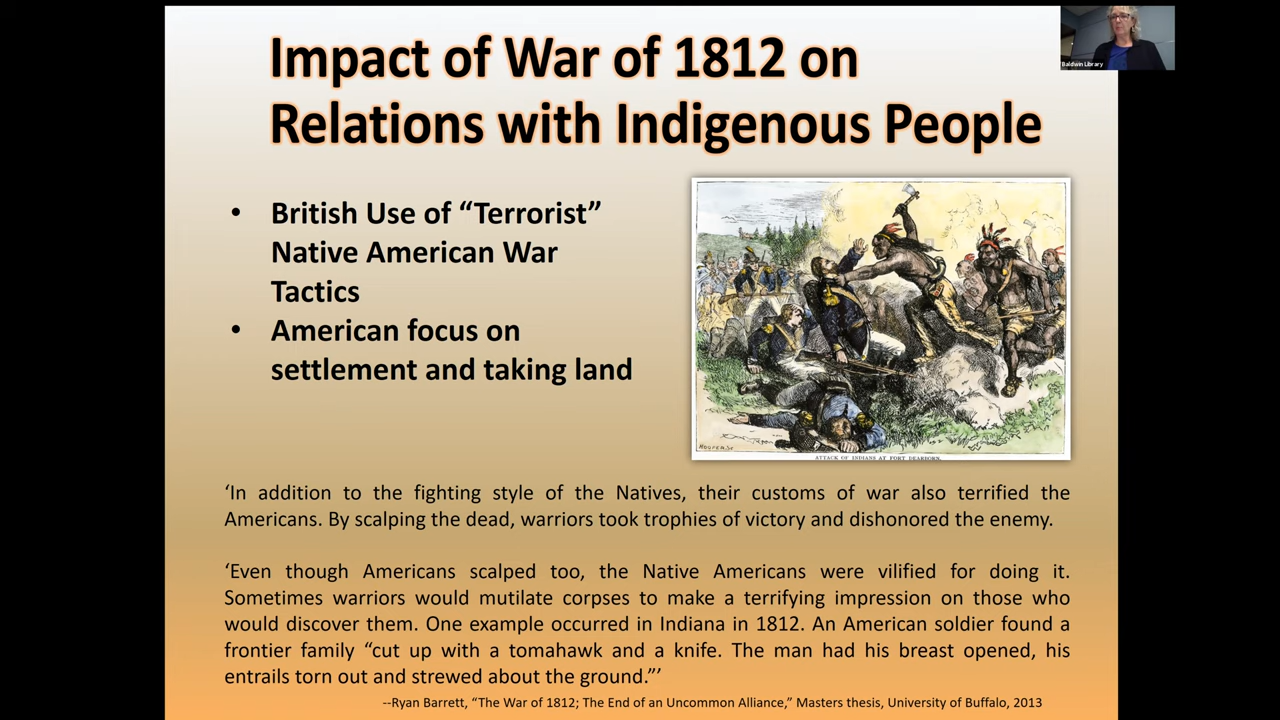 Impact of War of 1812 on
Relations with Indigenous People
Baldwin Library
• British Use of “Terrorist”
Native American War
Tactics
• American focus on
settlement and taking land
HOOPER Sc
ATTACK OF INDIANS AT FORT DEARBORN.
‘In addition to the fighting style of the Natives, their customs of war also terrified the
Americans. By scalping the dead, warriors took trophies of victory and dishonored the enemy.
‘Even though Americans scalped too, the Native Americans were vilified for doing it.
Sometimes warriors would mutilate corpses to make a terrifying impression on those who
would discover them. One example occurred in Indiana in 1812. An American soldier found a
frontier family “cut up with a tomahawk and a knife. The man had his breast opened, his
entrails torn out and strewed about the ground.”’
--Ryan Barrett, “The War of 1812; The End of an Uncommon Alliance,” Masters thesis, University of Buffalo, 2013